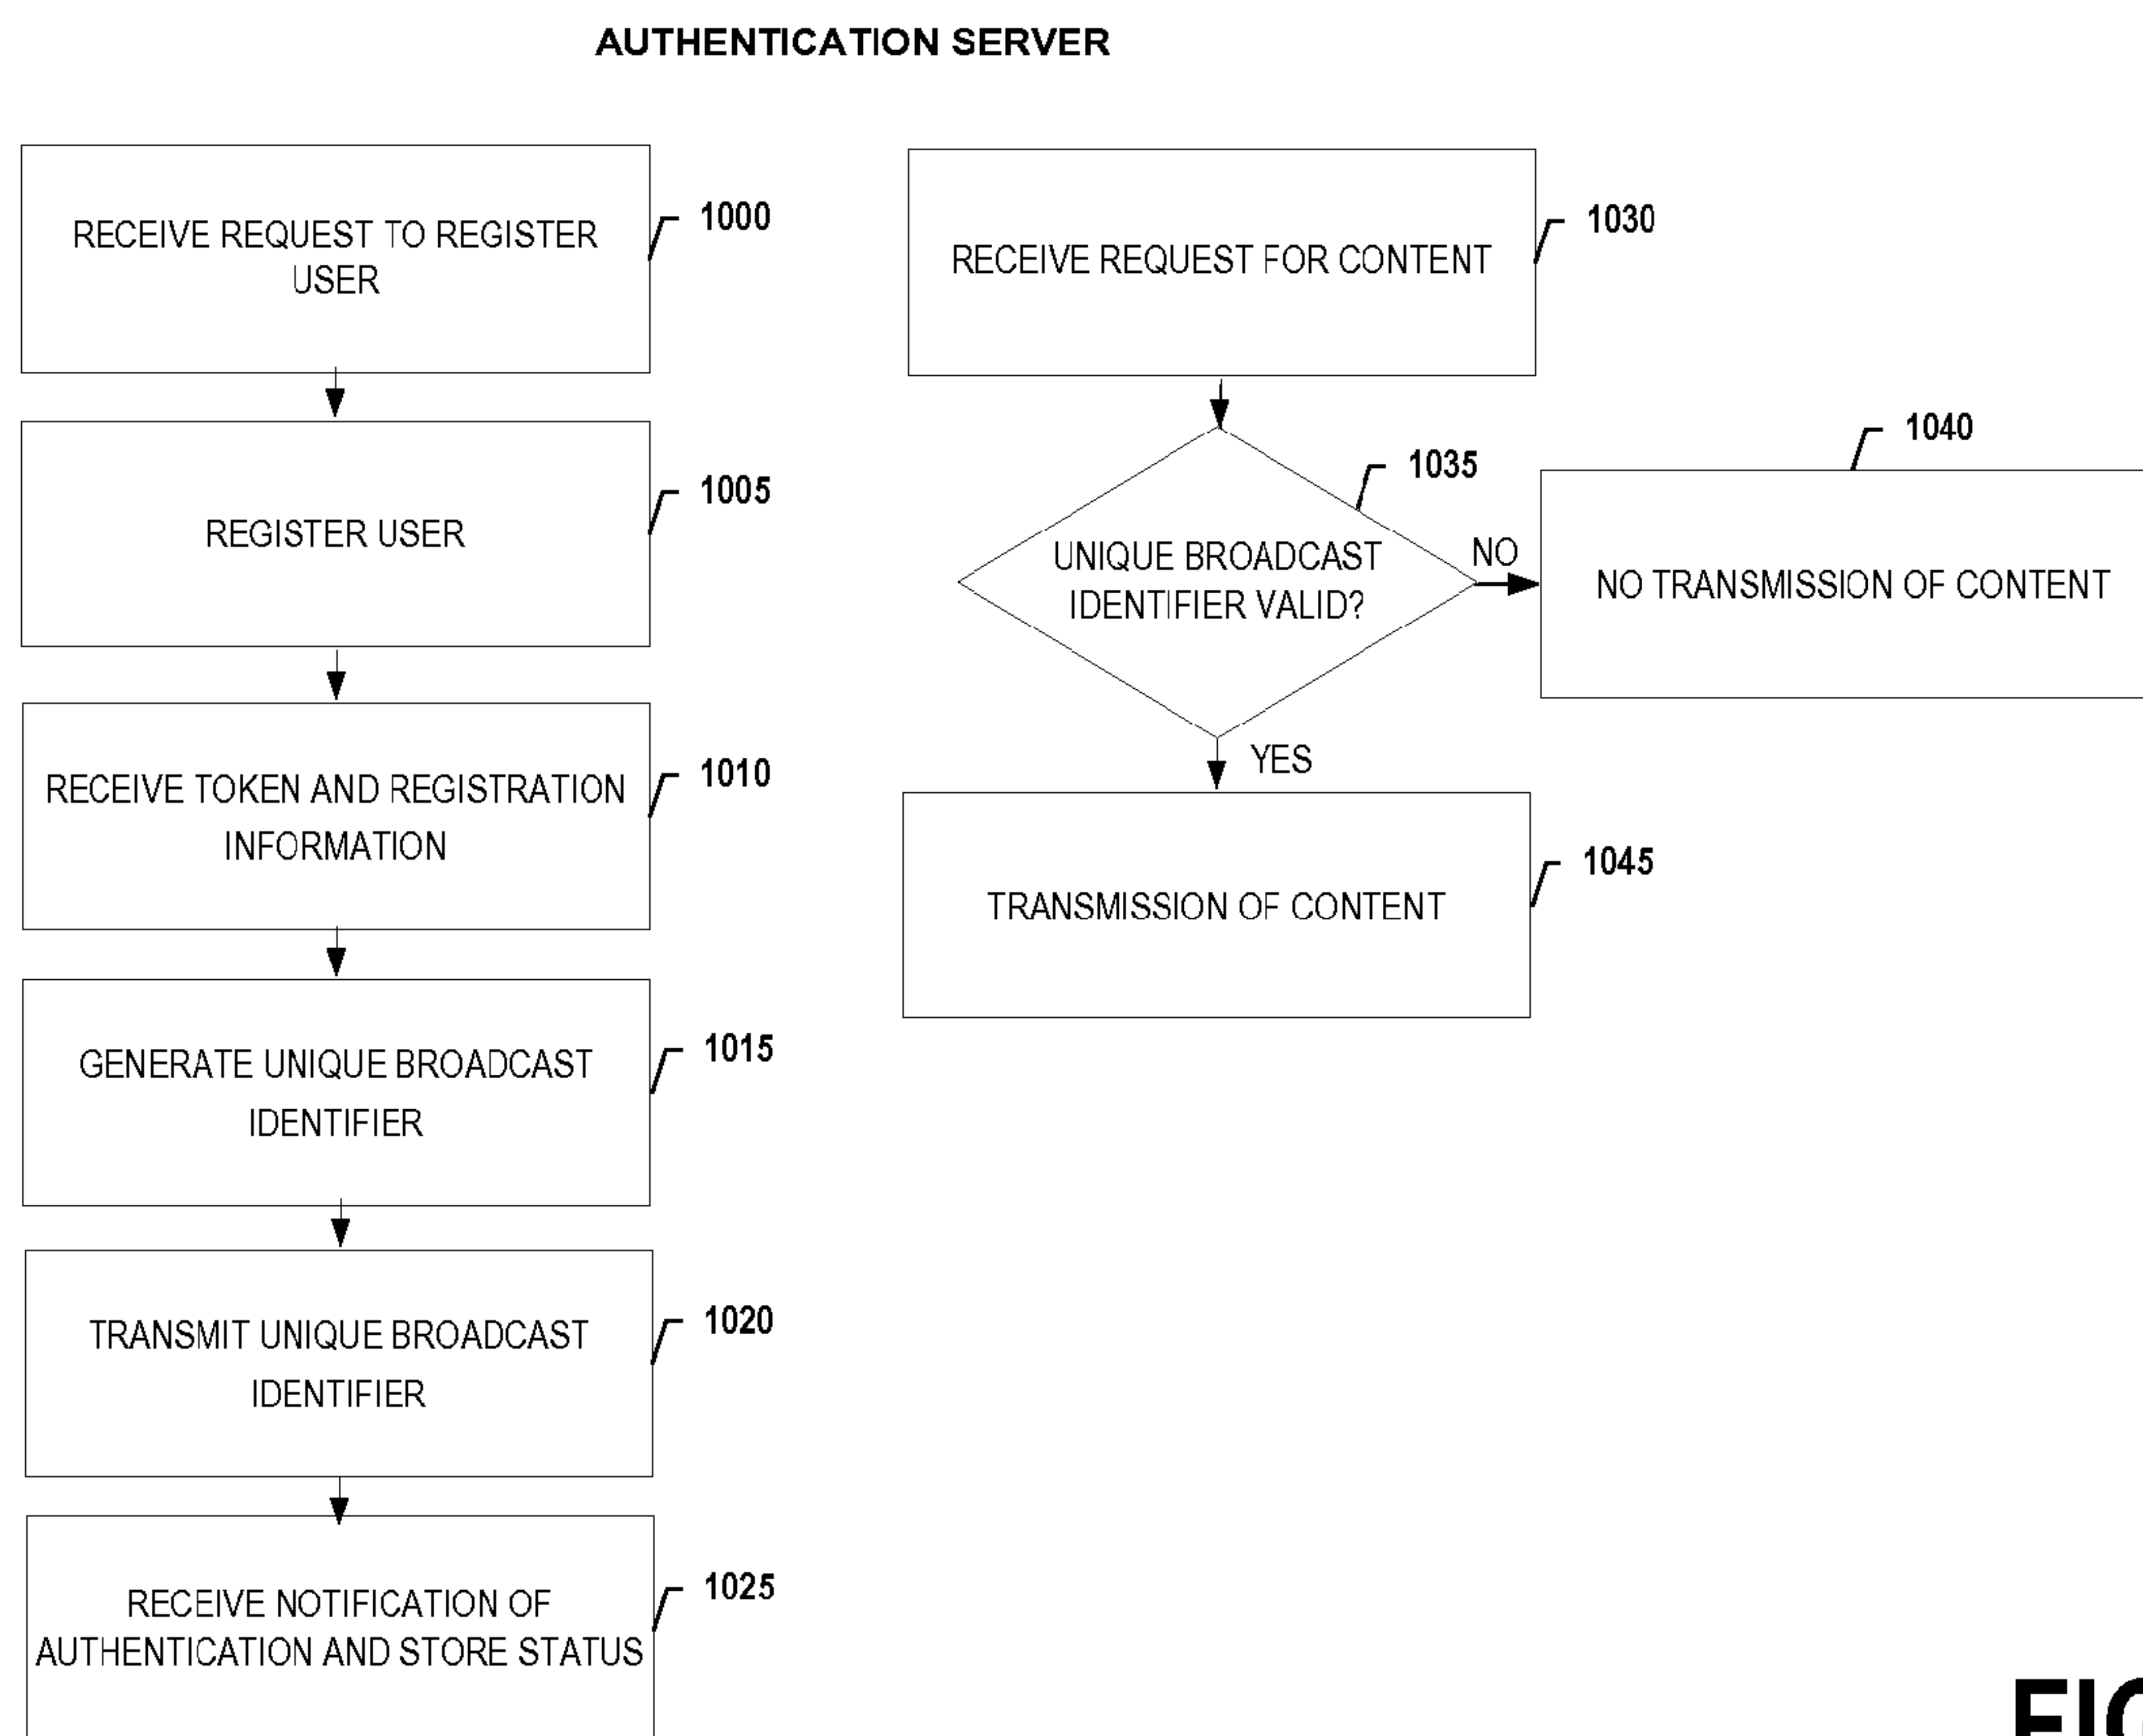 AUTHENTICATION SERVER
RECEIVE REQUEST TO REGISTER
USER
1000
REGISTER USER
1005
RECEIVE TOKEN AND REGISTRATION
INFORMATION
1010
GENERATE UNIQUE BROADCAST
IDENTIFIER
1015
TRANSMIT UNIQUE BROADCAST
IDENTIFIER
1020
RECEIVE NOTIFICATION OF
AUTHENTICATION AND STORE STATUS
1025
RECEIVE REQUEST FOR CONTENT
1030
UNIQUE BROADCAST
IDENTIFIER VALID?
1035
NO
NO TRANSMISSION OF CONTENT
1040
YES
TRANSMISSION OF CONTENT
1045